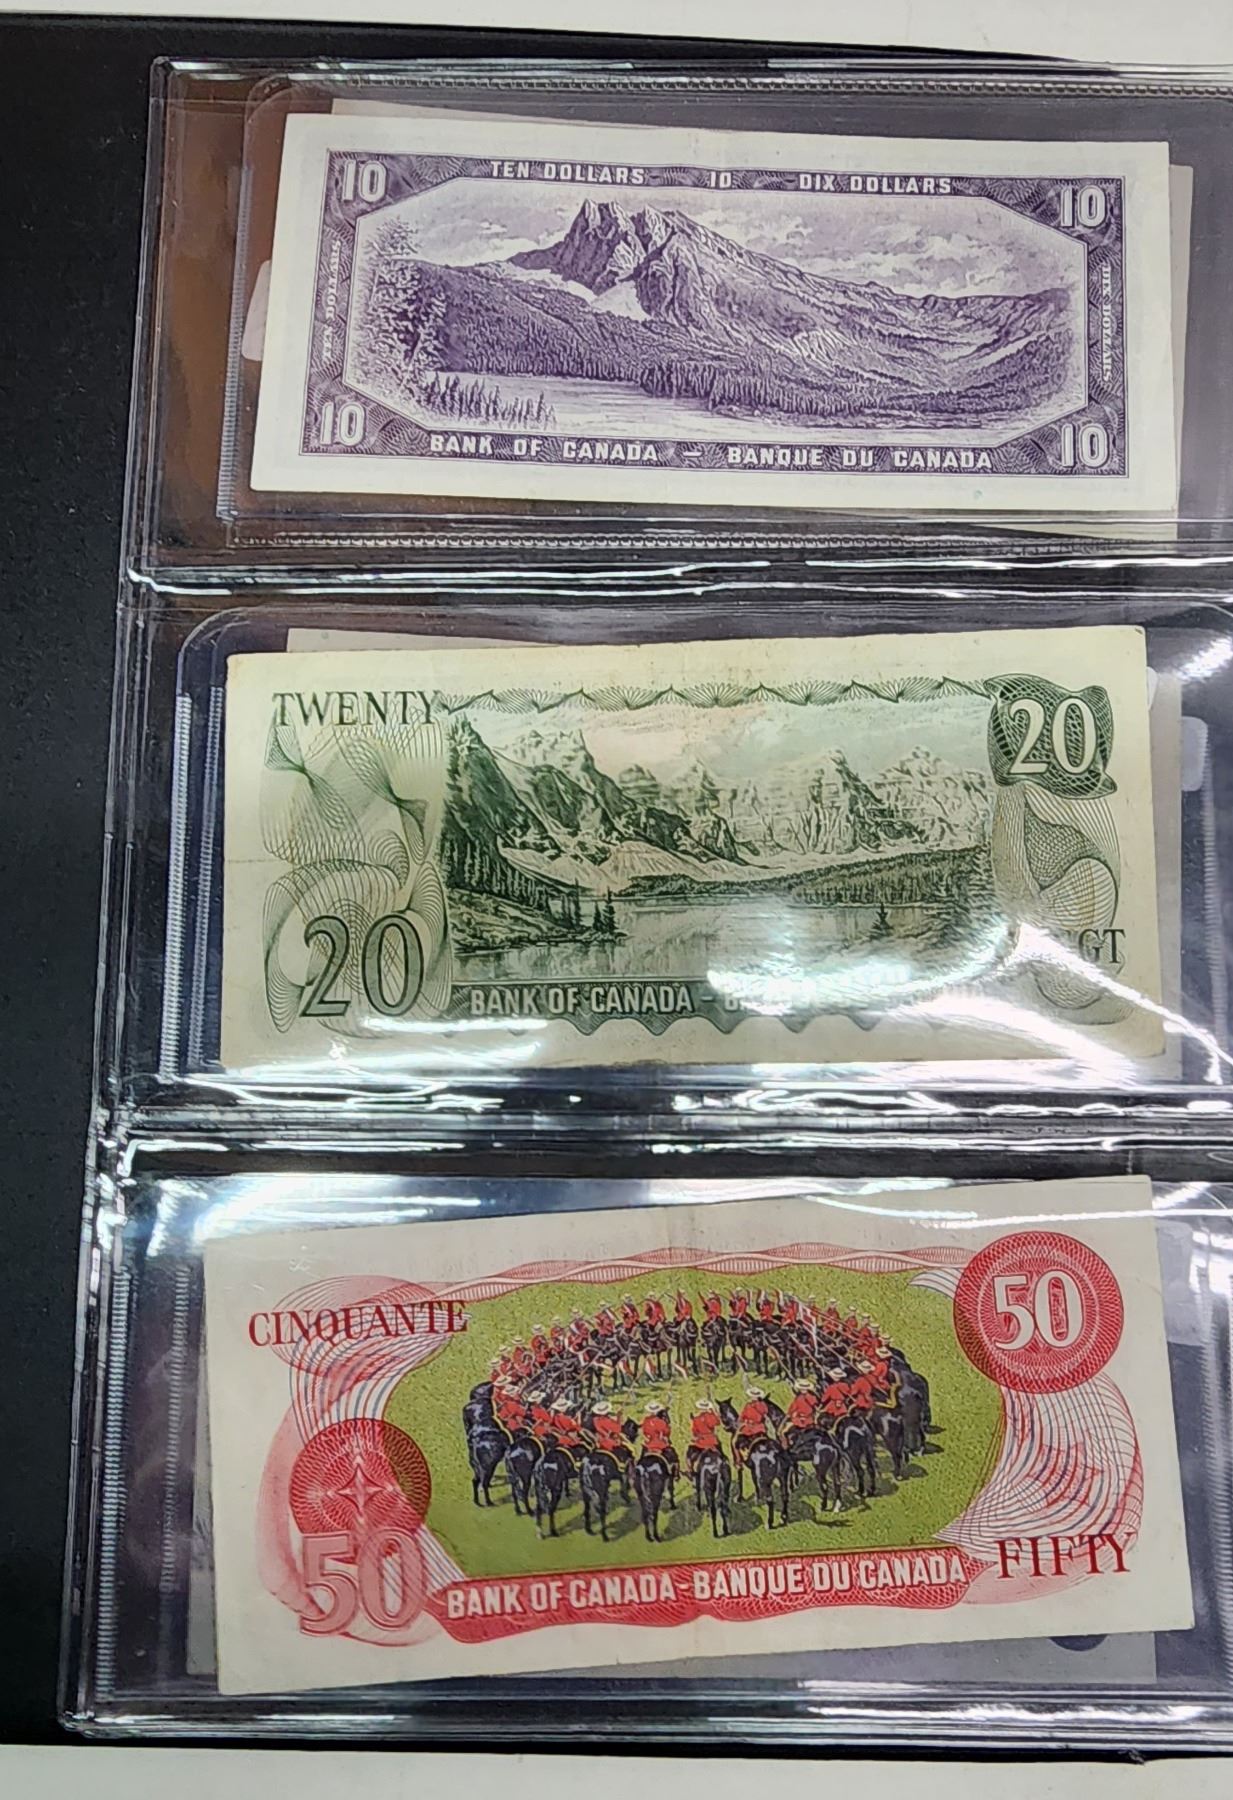 10 TEN DOLLARS 10 DIX DOLLARS 10
TEN DOLLARS
TEN DOLLARS
10 BANK OF CANADA - BANQUE DU CANADA 10
TWENTY 20
20
BANK OF CANADA -
CINQUANTE 50
50
BANK OF CANADA-BANQUE DU CANADA
FIFTY